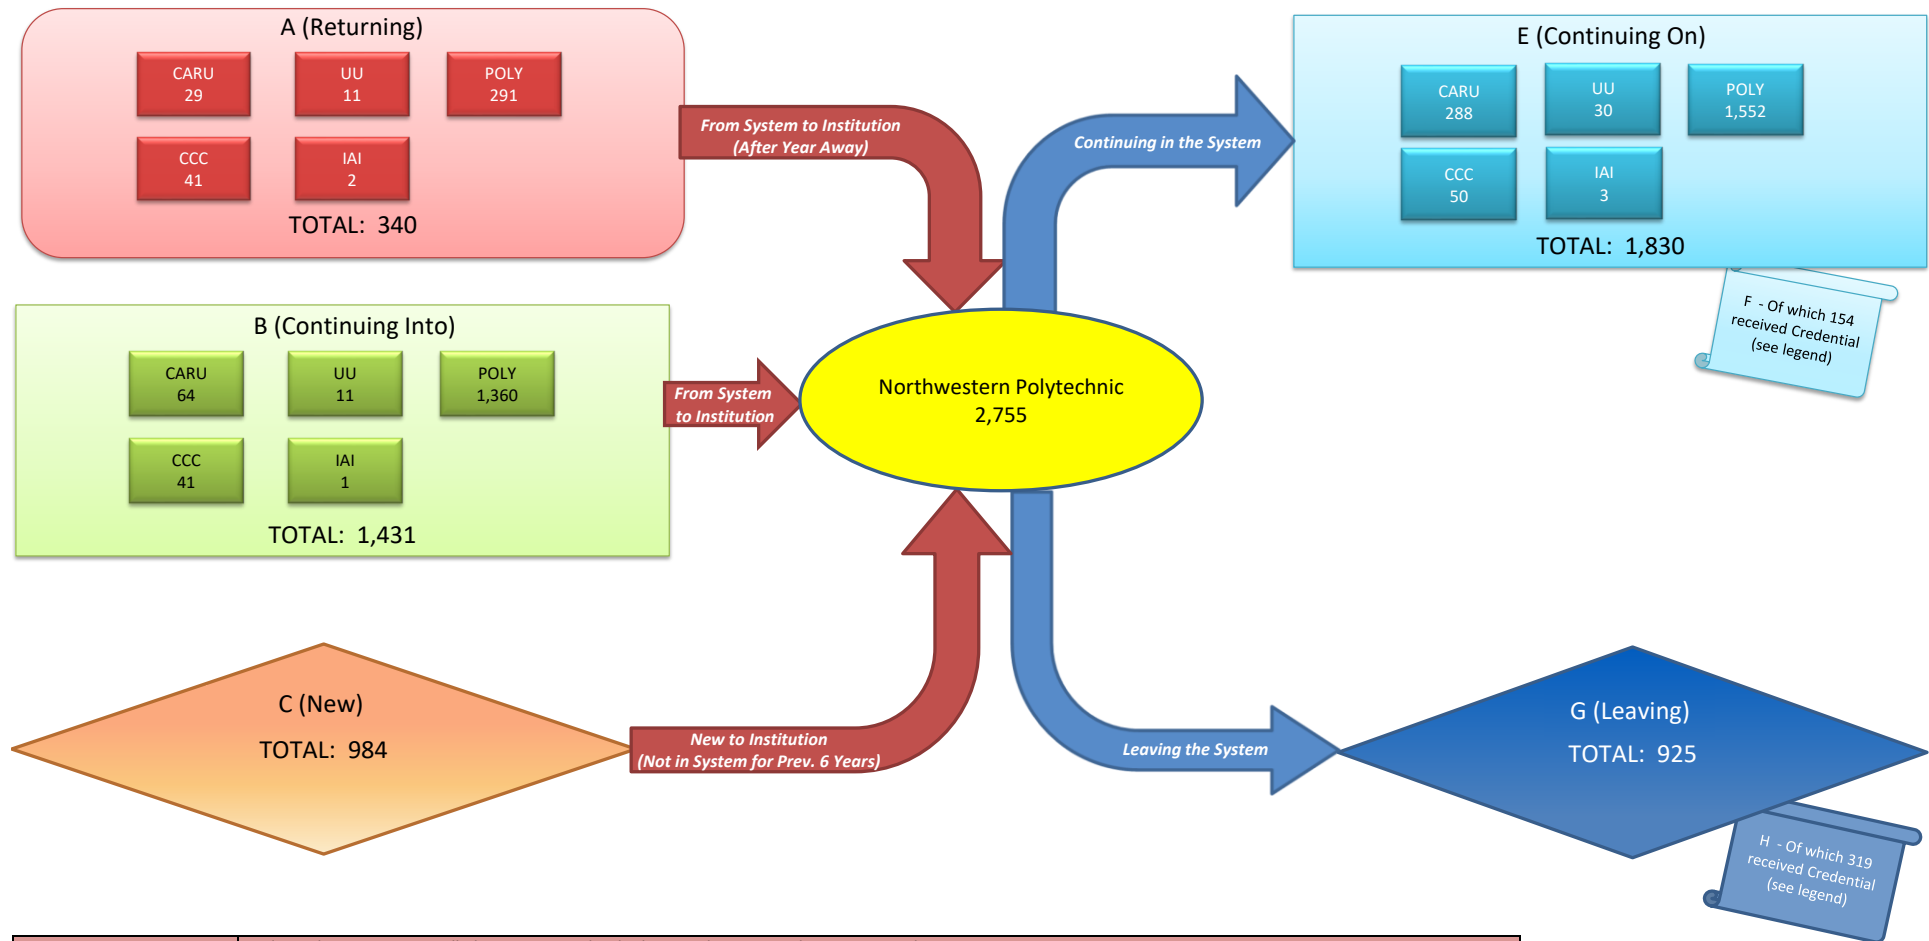 A (Returning)
CARU
29
UU
11
POLY
291
CCC
41
IAI
2
TOTAL:  340
From System to Institution
(After Year Away)
B (Continuing Into)
CARU
64
UU
11
POLY
1,360
CCC
41
IAI
1
TOTAL:  1,431
From System
to Institution
C (New)
TOTAL:  984
New to Institution
(Not in System for Prev. 6 Years)
Northwestern Polytechnic
2,755
Continuing in the System
E (Continuing On)
CARU
288
UU
30
POLY
1,552
CCC
50
IAI
3
TOTAL:  1,830
F  - Of which 154
received Credential
(see legend)
Leaving the System
G (Leaving)
TOTAL:  925
H  - Of which 319
received Credential
(see legend)